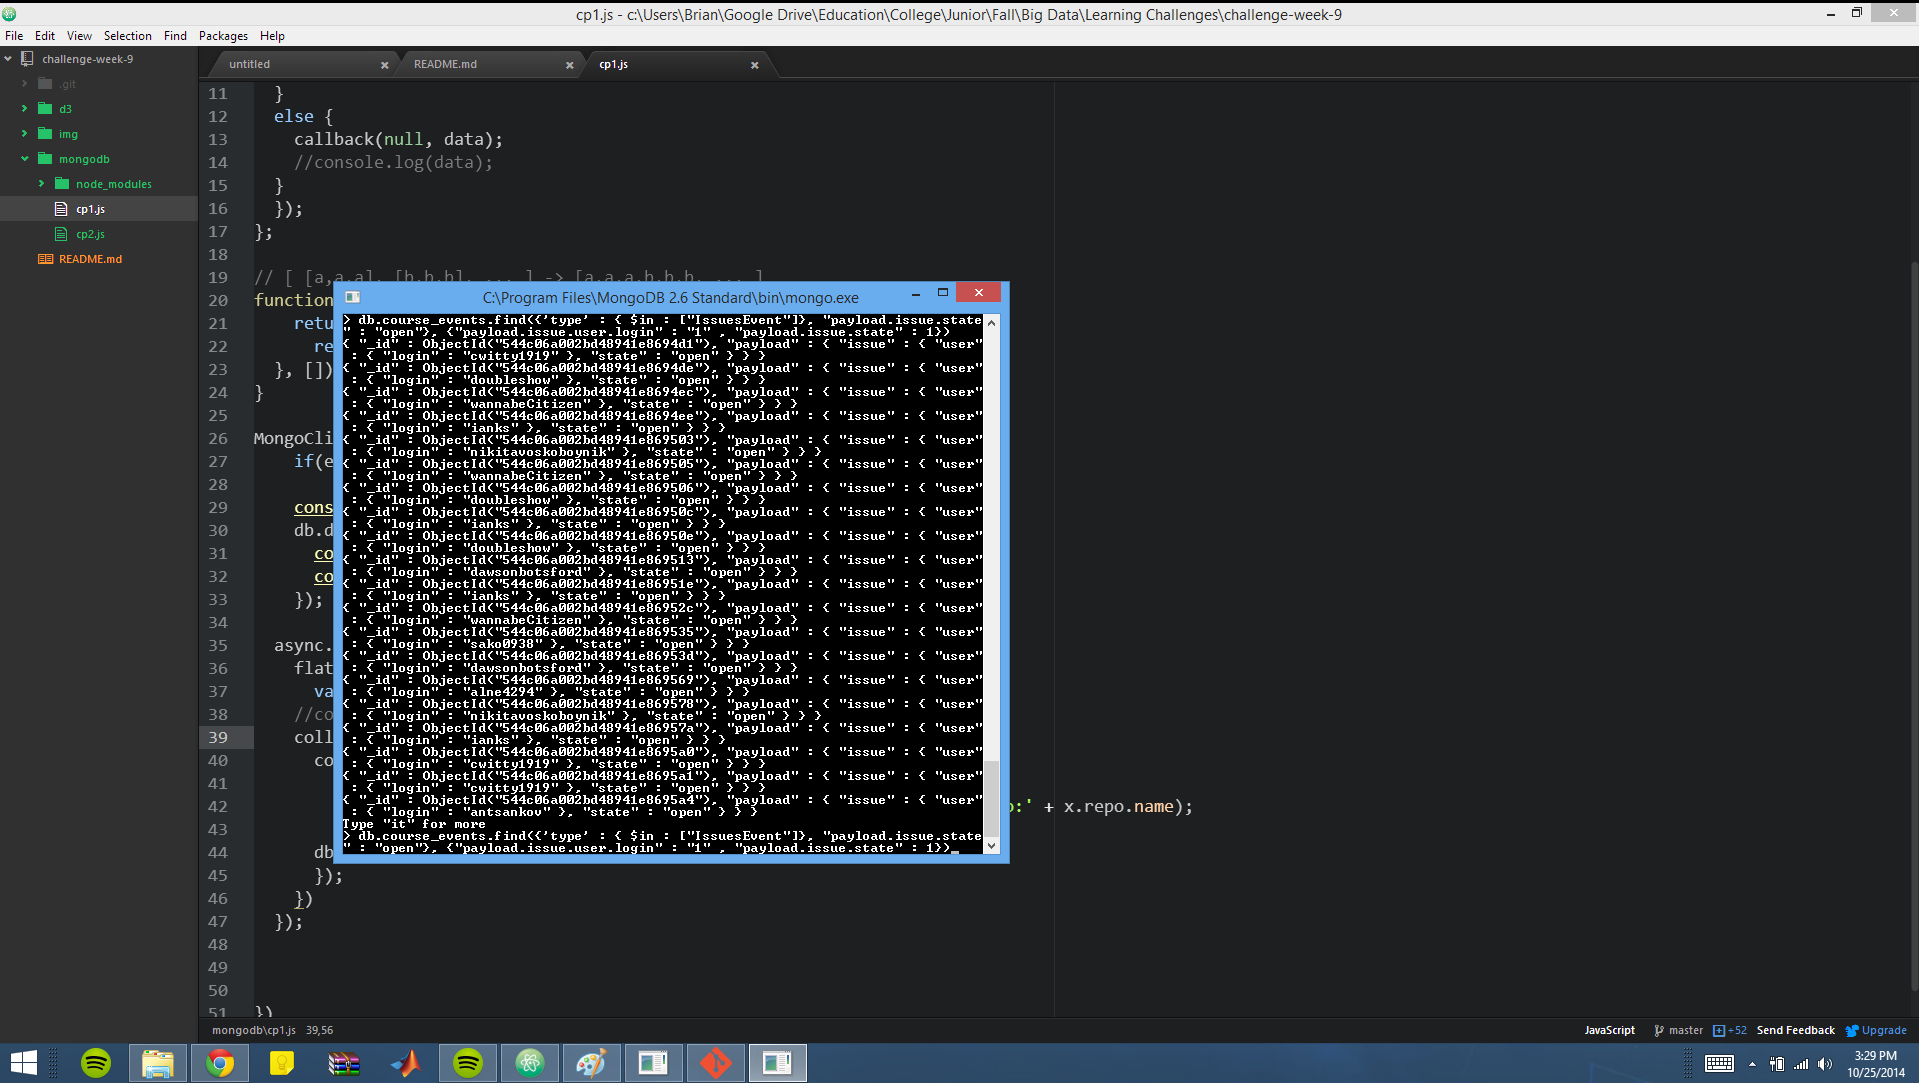 cp1.js - c:\Users\Brian\Google Drive\Education\College\Junior\Fall\Big Data\Learning Challenges\challenge-week-9
File Edit View Selection Find Packages Help
challenge-week-9
.git
d3
img
mongodb
node_modules
cp1.js
cp2.js
README.md
untitled
README.md
cp1.js
11 }
12 else {
13 callback(null, data);
14 //console.log(data);
15 }
16 });
17 };
18
19 // [ [a,a,a], [b,b,b], ... ] -> [a,a,a,b,b,b, ... ]
20 function
21 retu
22 re
23 }, [])
24 }
25
26 MongoCli
27 if(e
28
29 cons
30 db.d
31 co
32 co
33 });
34
35 async.
36 flat
37 va
38 //co
39 coll
40 co
41
42 o:' + x.repo.name);
43
44 db
45 });
46 })
47 });
48
49
50
51 })
C:\Program Files\MongoDB 2.6 Standard\bin\mongo.exe
> db.course_events.find({'type' : { $in : ["IssuesEvent"]}, "payload.issue.state
" : "open"}, {"payload.issue.user.login" : "1" , "payload.issue.state" : 1})
{ "_id" : ObjectId("544c06a002bd48941e8694d1"), "payload" : { "issue" : { "user"
: { "login" : "cwitty1919" }, "state" : "open" } } }
{ "_id" : ObjectId("544c06a002bd48941e8694de"), "payload" : { "issue" : { "user"
: { "login" : "doubleshow" }, "state" : "open" } } }
{ "_id" : ObjectId("544c06a002bd48941e8694ec"), "payload" : { "issue" : { "user"
: { "login" : "wannabeCitizen" }, "state" : "open" } } }
{ "_id" : ObjectId("544c06a002bd48941e8694ee"), "payload" : { "issue" : { "user"
: { "login" : "ianks" }, "state" : "open" } } }
{ "_id" : ObjectId("544c06a002bd48941e869503"), "payload" : { "issue" : { "user"
: { "login" : "nikitavoskoboynik" }, "state" : "open" } } }
{ "_id" : ObjectId("544c06a002bd48941e869505"), "payload" : { "issue" : { "user"
: { "login" : "wannabeCitizen" }, "state" : "open" } } }
{ "_id" : ObjectId("544c06a002bd48941e869506"), "payload" : { "issue" : { "user"
: { "login" : "doubleshow" }, "state" : "open" } } }
{ "_id" : ObjectId("544c06a002bd48941e86950c"), "payload" : { "issue" : { "user"
: { "login" : "ianks" }, "state" : "open" } } }
{ "_id" : ObjectId("544c06a002bd48941e86950e"), "payload" : { "issue" : { "user"
: { "login" : "doubleshow" }, "state" : "open" } } }
{ "_id" : ObjectId("544c06a002bd48941e869513"), "payload" : { "issue" : { "user"
: { "login" : "dawsonbotsford" }, "state" : "open" } } }
{ "_id" : ObjectId("544c06a002bd48941e86951e"), "payload" : { "issue" : { "user"
: { "login" : "ianks" }, "state" : "open" } } }
{ "_id" : ObjectId("544c06a002bd48941e86952c"), "payload" : { "issue" : { "user"
: { "login" : "wannabeCitizen" }, "state" : "open" } } }
{ "_id" : ObjectId("544c06a002bd48941e869535"), "payload" : { "issue" : { "user"
: { "login" : "sako0938" }, "state" : "open" } } }
{ "_id" : ObjectId("544c06a002bd48941e86953d"), "payload" : { "issue" : { "user"
: { "login" : "dawsonbotsford" }, "state" : "open" } } }
{ "_id" : ObjectId("544c06a002bd48941e869569"), "payload" : { "issue" : { "user"
: { "login" : "alne4294" }, "state" : "open" } } }
{ "_id" : ObjectId("544c06a002bd48941e869578"), "payload" : { "issue" : { "user"
: { "login" : "nikitavoskoboynik" }, "state" : "open" } } }
{ "_id" : ObjectId("544c06a002bd48941e86957a"), "payload" : { "issue" : { "user"
: { "login" : "ianks" }, "state" : "open" } } }
{ "_id" : ObjectId("544c06a002bd48941e8695a0"), "payload" : { "issue" : { "user"
: { "login" : "cwitty1919" }, "state" : "open" } } }
{ "_id" : ObjectId("544c06a002bd48941e8695a1"), "payload" : { "issue" : { "user"
: { "login" : "cwitty1919" }, "state" : "open" } } }
{ "_id" : ObjectId("544c06a002bd48941e8695a4"), "payload" : { "issue" : { "user"
: { "login" : "antsankov" }, "state" : "open" } } }
Type "it" for more
> db.course_events.find({'type' : { $in : ["IssuesEvent"]}, "payload.issue.state
" : "open"}, {"payload.issue.user.login" : "1" , "payload.issue.state" : 1})_
mongodb\cp1.js 39,56
JavaScript master +52 Send Feedback Upgrade
3:29 PM
10/25/2014